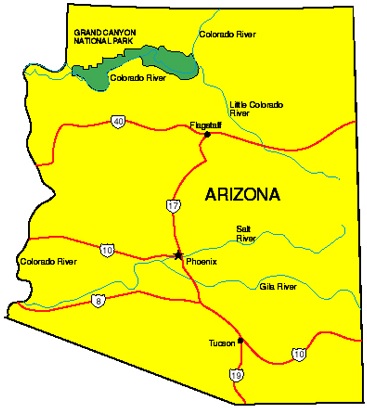 GRAND CANYON
NATIONAL PARK
Colorado River
Colorado River
Little Colorado
River
40
Flagstaff
ARIZONA
17
Salt
River
10
Colorado River
Phoenix
Gila River
8
Tucson
10
19